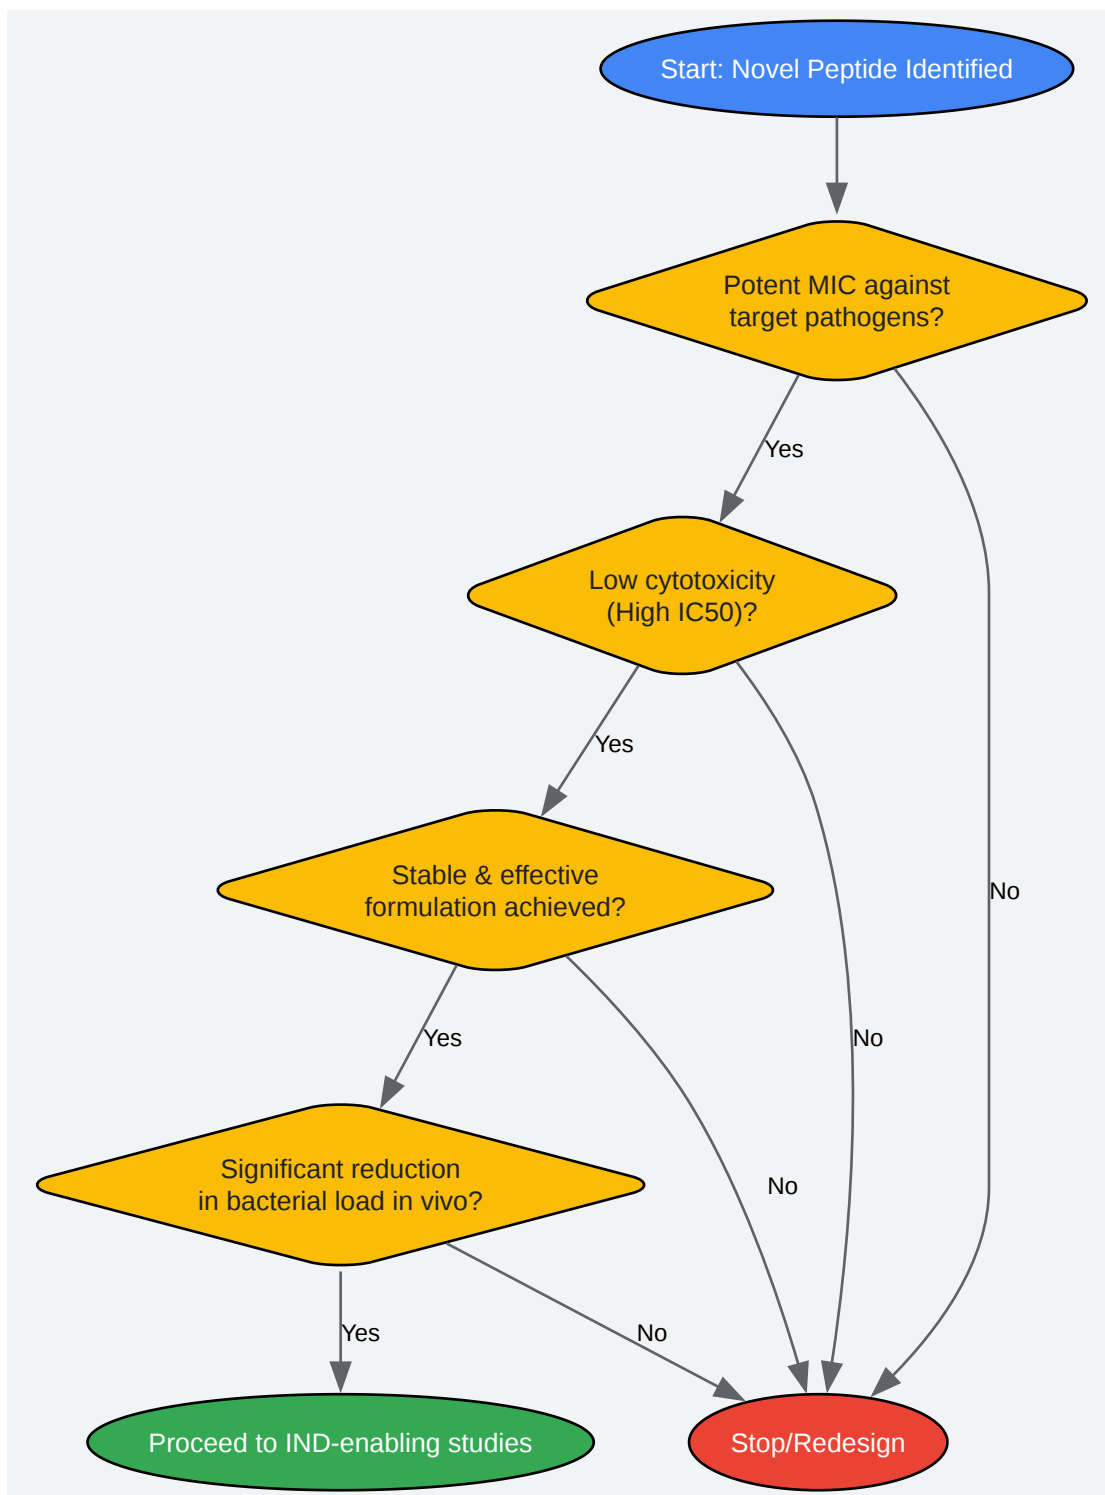 Start: Novel Peptide Identified
Potent MIC against
target pathogens?
Yes
Low cytotoxicity
(High IC50)?
Yes
Stable & effective
formulation achieved?
No
Yes
No
Significant reduction
in bacterial load in vivo?
No
Yes
No
Proceed to IND-enabling studies
Stop/Redesign